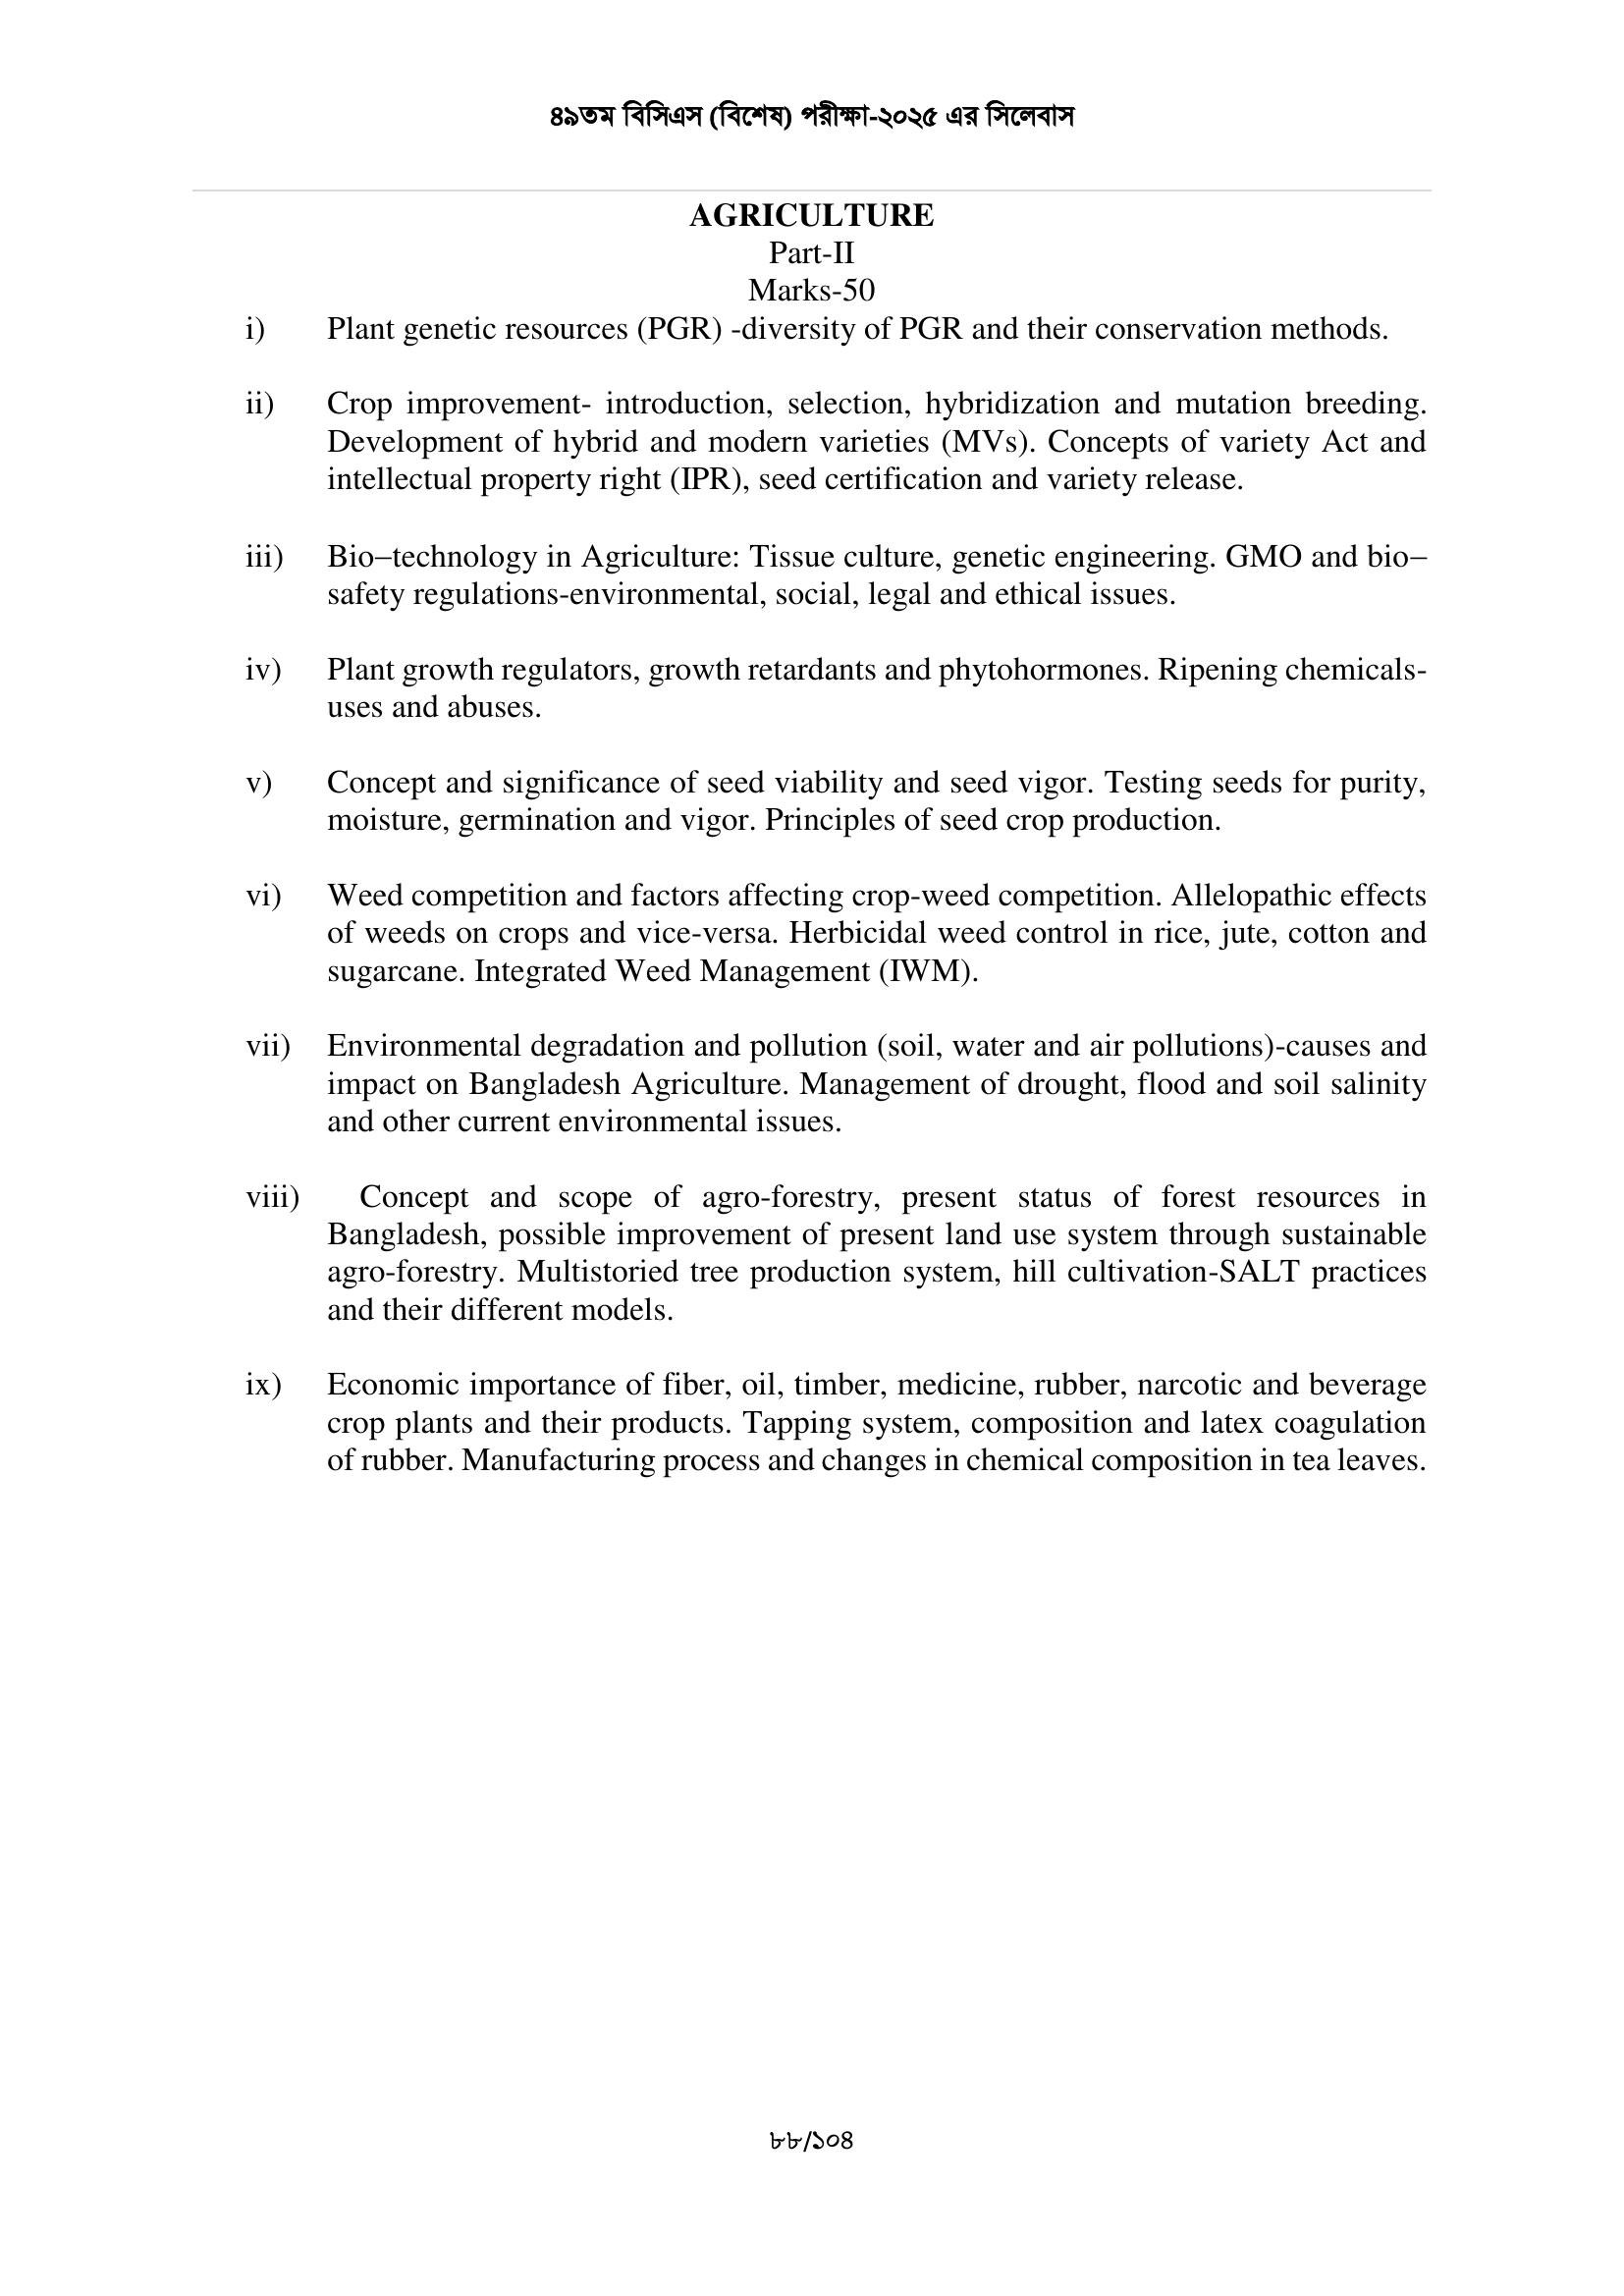 ৪৯তম বিসিএস (বিশেষ) পরীক্ষা-২০২৫ এর সিলেবাস
AGRICULTURE
Part-II
Marks-50
i) Plant genetic resources (PGR) -diversity of PGR and their conservation methods.
ii) Crop improvement- introduction, selection, hybridization and mutation breeding.
Development of hybrid and modern varieties (MVs). Concepts of variety Act and
intellectual property right (IPR), seed certification and variety release.
iii) Bio–technology in Agriculture: Tissue culture, genetic engineering. GMO and bio–
safety regulations-environmental, social, legal and ethical issues.
iv) Plant growth regulators, growth retardants and phytohormones. Ripening chemicals-
uses and abuses.
v) Concept and significance of seed viability and seed vigor. Testing seeds for purity,
moisture, germination and vigor. Principles of seed crop production.
vi) Weed competition and factors affecting crop-weed competition. Allelopathic effects
of weeds on crops and vice-versa. Herbicidal weed control in rice, jute, cotton and
sugarcane. Integrated Weed Management (IWM).
vii) Environmental degradation and pollution (soil, water and air pollutions)-causes and
impact on Bangladesh Agriculture. Management of drought, flood and soil salinity
and other current environmental issues.
viii) Concept and scope of agro-forestry, present status of forest resources in
Bangladesh, possible improvement of present land use system through sustainable
agro-forestry. Multistoried tree production system, hill cultivation-SALT practices
and their different models.
ix) Economic importance of fiber, oil, timber, medicine, rubber, narcotic and beverage
crop plants and their products. Tapping system, composition and latex coagulation
of rubber. Manufacturing process and changes in chemical composition in tea leaves.
৮৮/১০৪